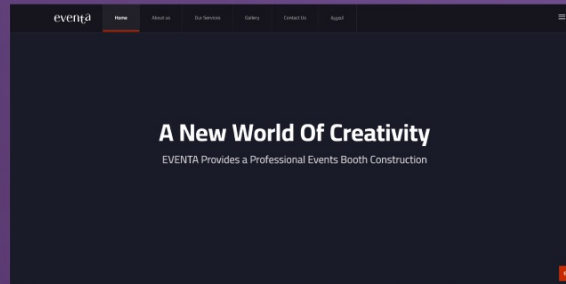 eventa
Home About us Our Services Gallery Contact Us العربية
A New World Of Creativity
EVENTA Provides a Professional Events Booth Construction